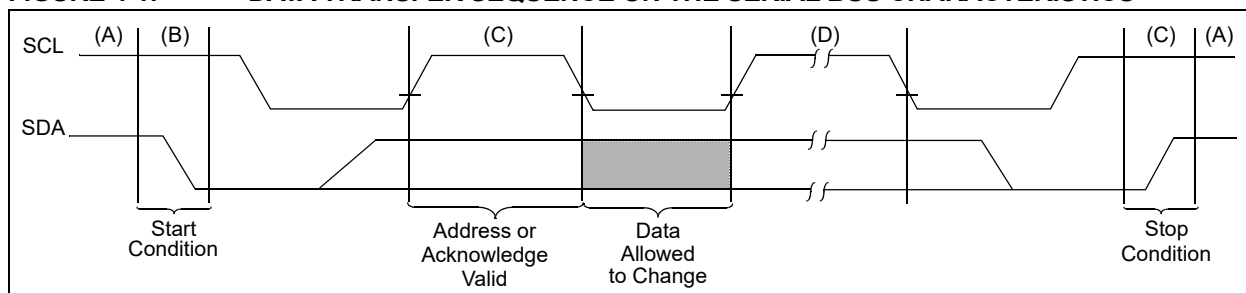 SCL
(A)
(B)
(C)
(D)
(C)
(A)
SDA
Start
Condition
Address or
Acknowledge
Valid
Data
Allowed
to Change
Stop
Condition